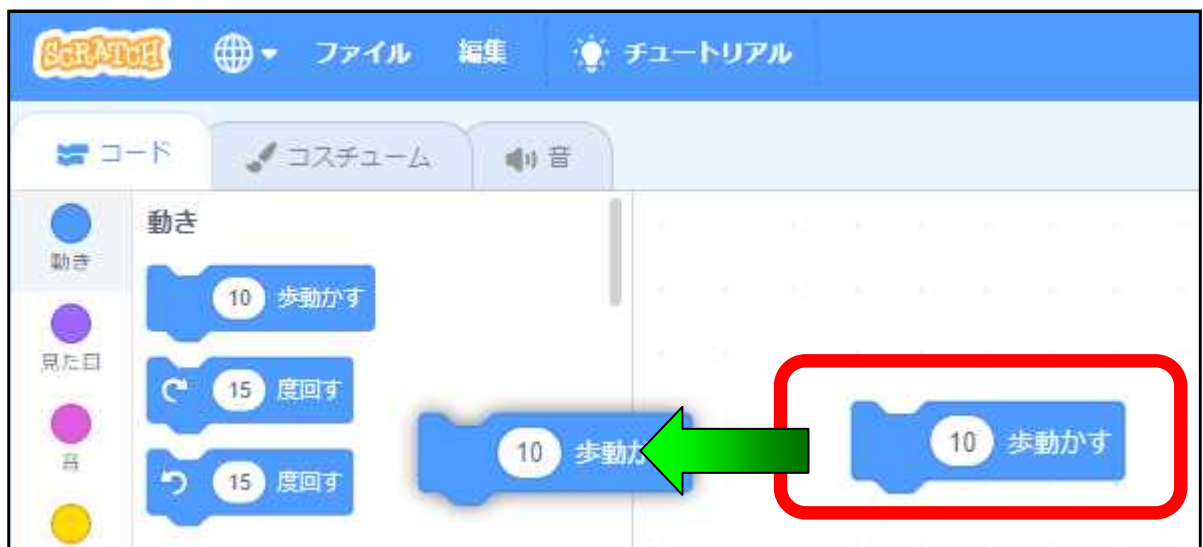 SCRATCH ファイル 編集 チュートリアル
コード コスチューム 音
動き
見た目
音
動き
10 歩動かす
15 度回す
15 度回す
10 歩動か
10 歩動かす